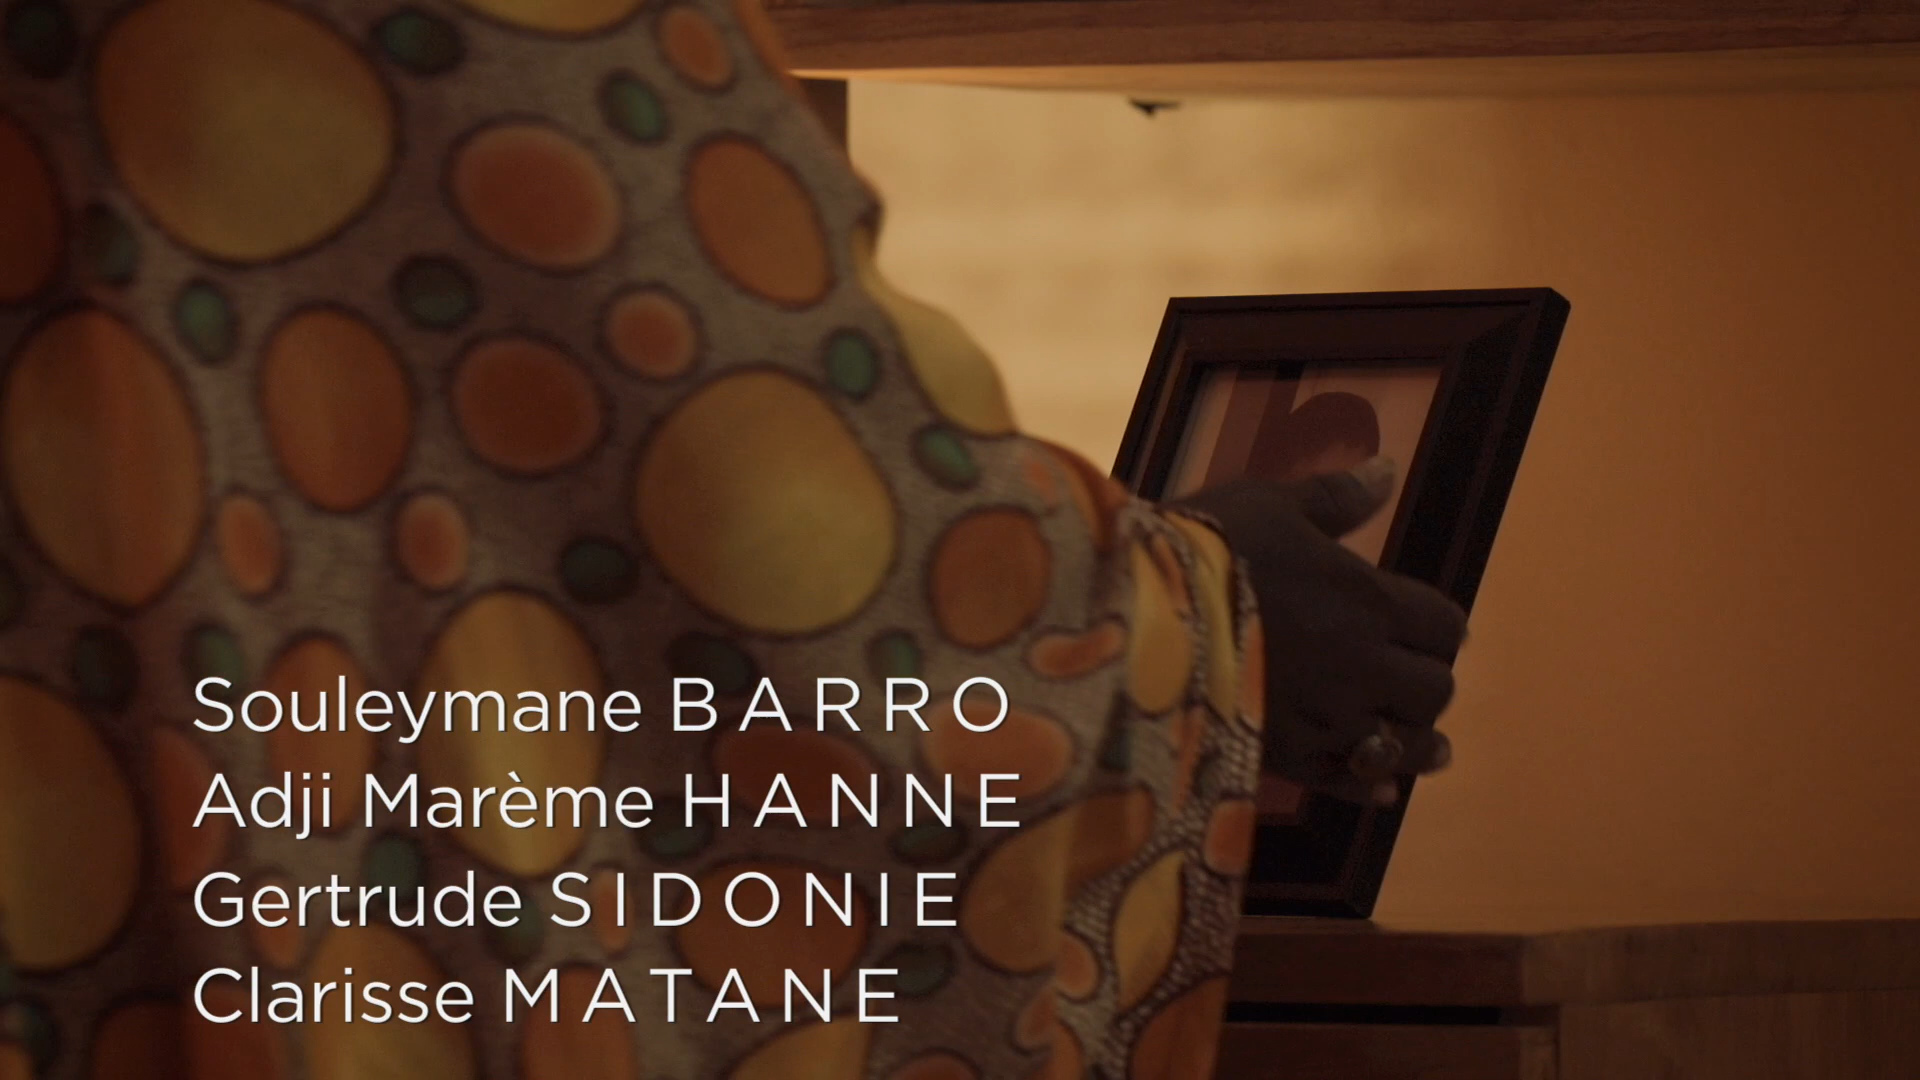 Souleymane BARRO
Adji Marème HANNE
Gertrude SIDONIE
Clarisse MATANE